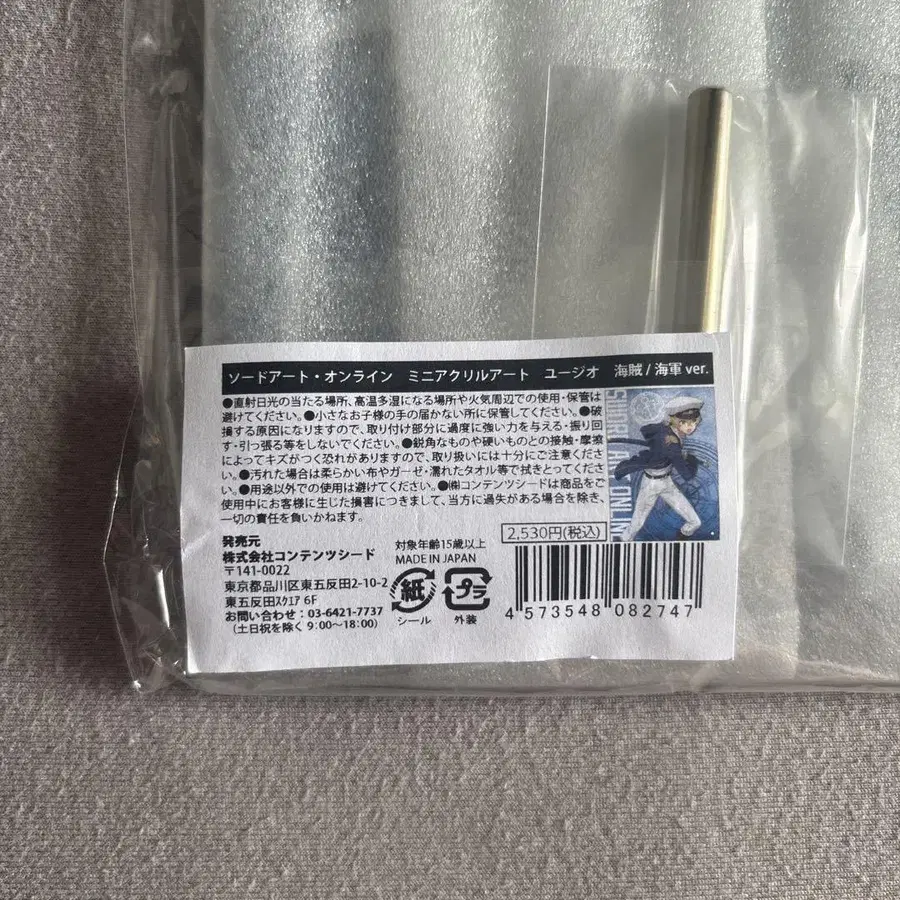 ソードアート・オンライン　ミニアクリルアート　ユージオ　海賊/海軍 ver.
●直射日光の当たる場所、高温多湿になる場所や火気周辺での使用・保管は
避けてください。●小さなお子様の手の届かない所に保管してください。●破
損する原因になりますので、取り付け部分に過度に強い力を与える・振り回
す・引っ張る等をしないでください。●鋭角なものや硬いものとの接触・摩擦
によってキズがつく恐れがありますので、取り扱いには十分にご注意ください
。●汚れた場合は柔らかい布やガーゼ・濡れたタオル等で拭きとってくださ
い。●用途以外での使用は避けてください。●㈱コンテンツシードは商品をご
使用中にお客様に生じた損害につきまして、当方に過失がある場合を除き、
一切の責任を負いかねます。
発売元
株式会社コンテンツシード
〒141-0022
東京都品川区東五反田2-10-2
東五反田ｽｸｴｱ 6F
お問い合わせ：03-6421-7737
（土日祝を除く 9:00〜18:00）
対象年齢15歳以上
MADE IN JAPAN
紙
シール
プラ
外装
2,530円(税込)
SWORD ART ONLINE
4 573548 082747